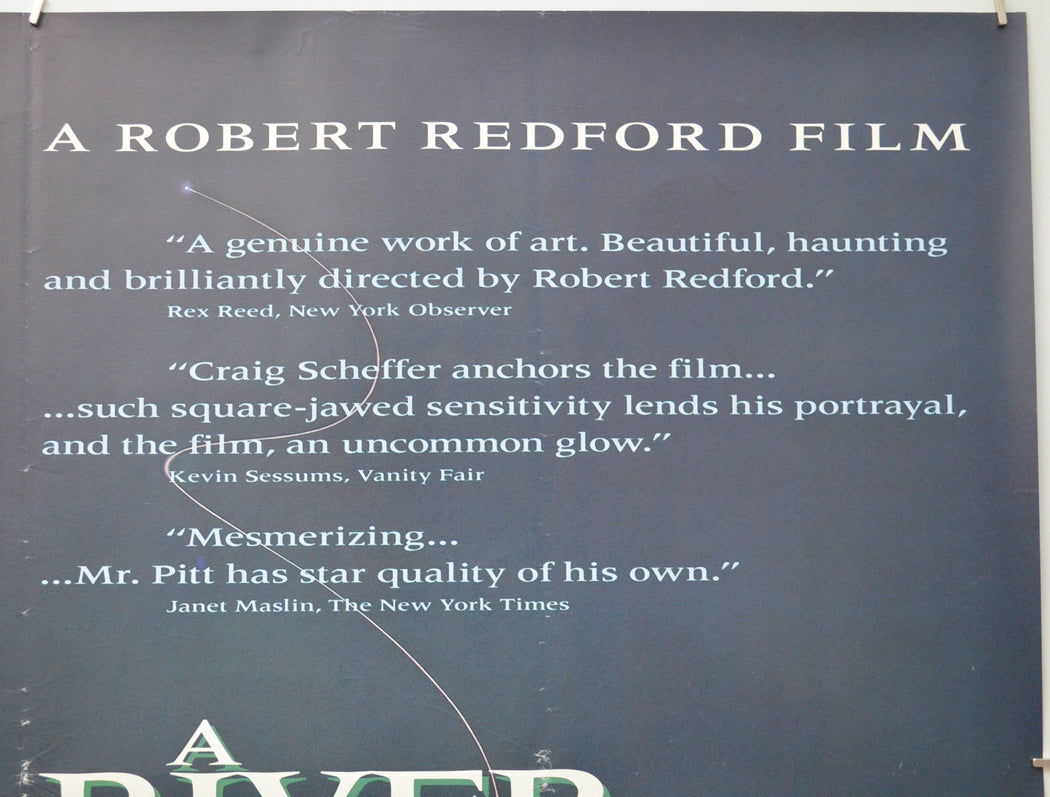 A ROBERT REDFORD FILM
“A genuine work of art. Beautiful, haunting
and brilliantly directed by Robert Redford.”
Rex Reed, New York Observer
“Craig Scheffer anchors the film...
...such square-jawed sensitivity lends his portrayal,
and the film, an uncommon glow.”
Kevin Sessums, Vanity Fair
“Mesmerizing...
...Mr. Pitt has star quality of his own.”
Janet Maslin, The New York Times
A
RIVER